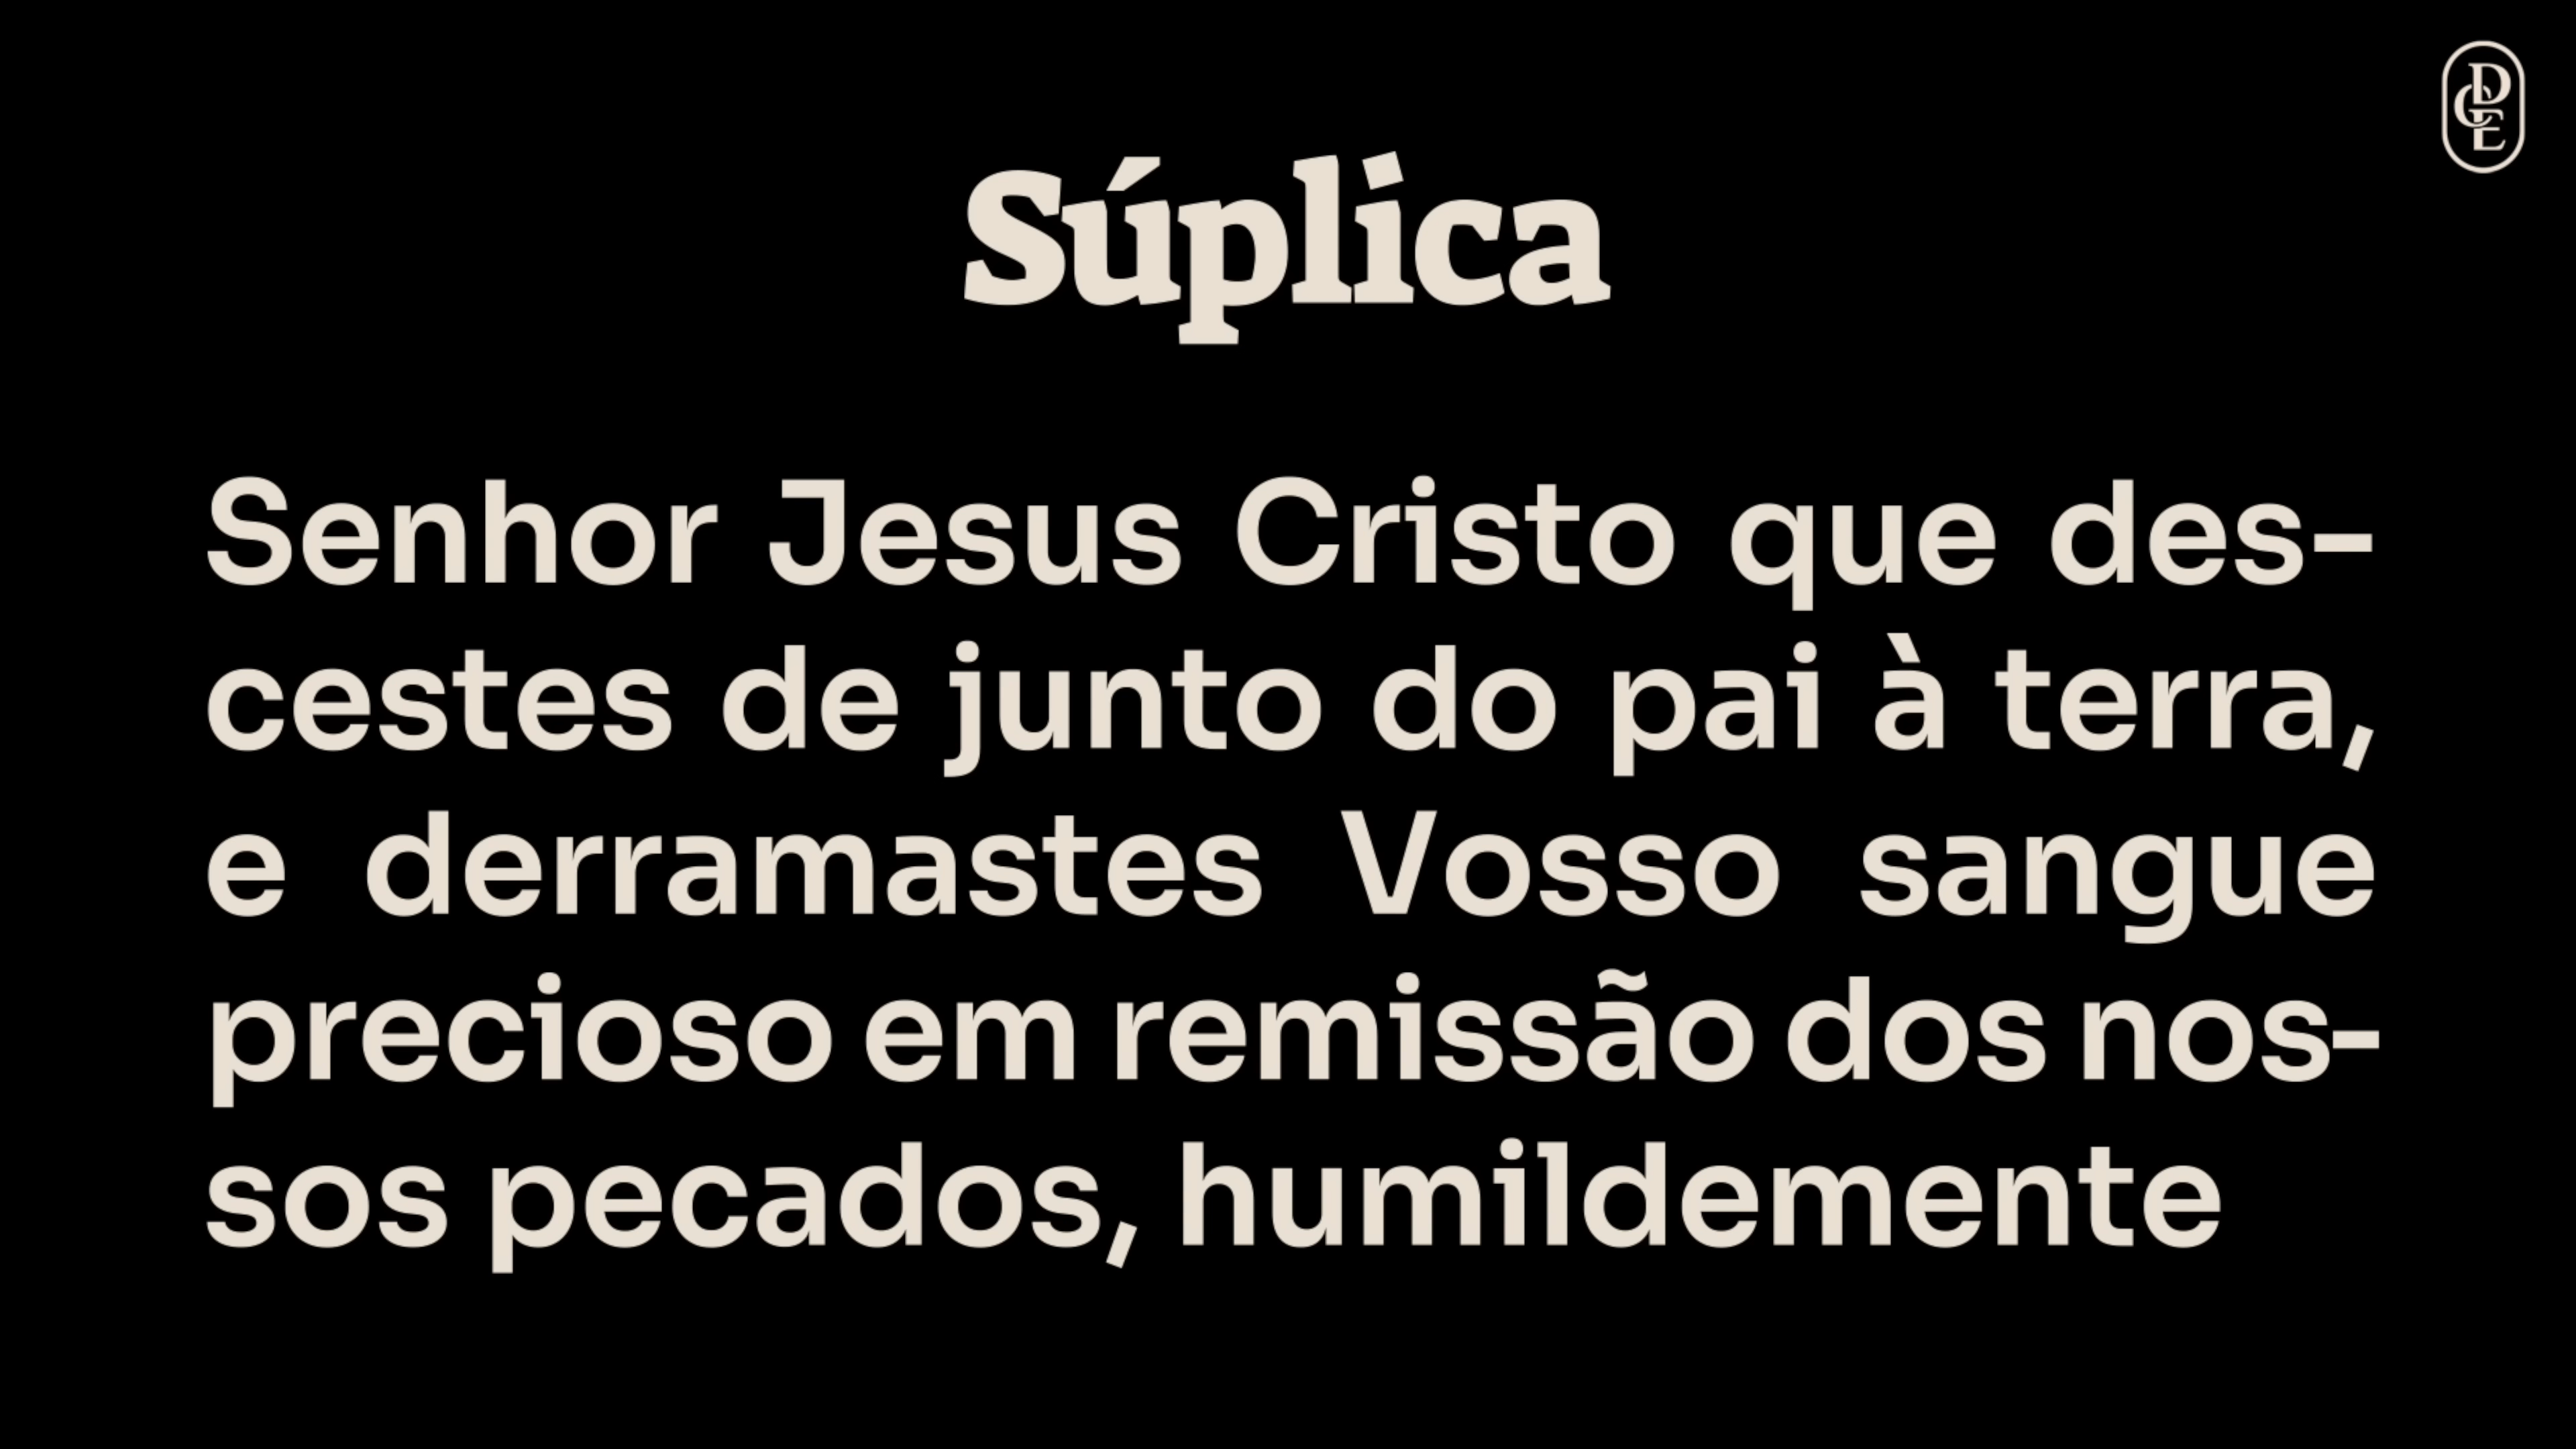 DCE
Súplica
Senhor Jesus Cristo que des-
cestes de junto do pai à terra,
e derramastes Vosso sangue
precioso em remissão dos nos-
sos pecados, humildemente